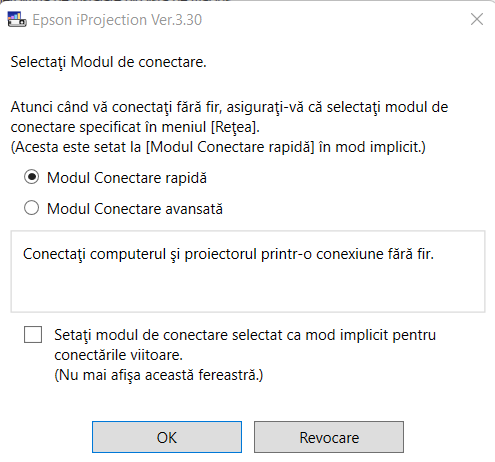 Epson iProjection Ver.3.30
Selectaţi Modul de conectare.
Atunci când vă conectaţi fără fir, asiguraţi-vă că selectaţi modul de
conectare specificat în meniul [Reţea].
(Acesta este setat la [Modul Conectare rapidă] în mod implicit.)
Modul Conectare rapidă
Modul Conectare avansată
Conectaţi computerul şi proiectorul printr-o conexiune fără fir.
Setaţi modul de conectare selectat ca mod implicit pentru
conectările viitoare.
(Nu mai afişa această fereastră.)
OK
Revocare